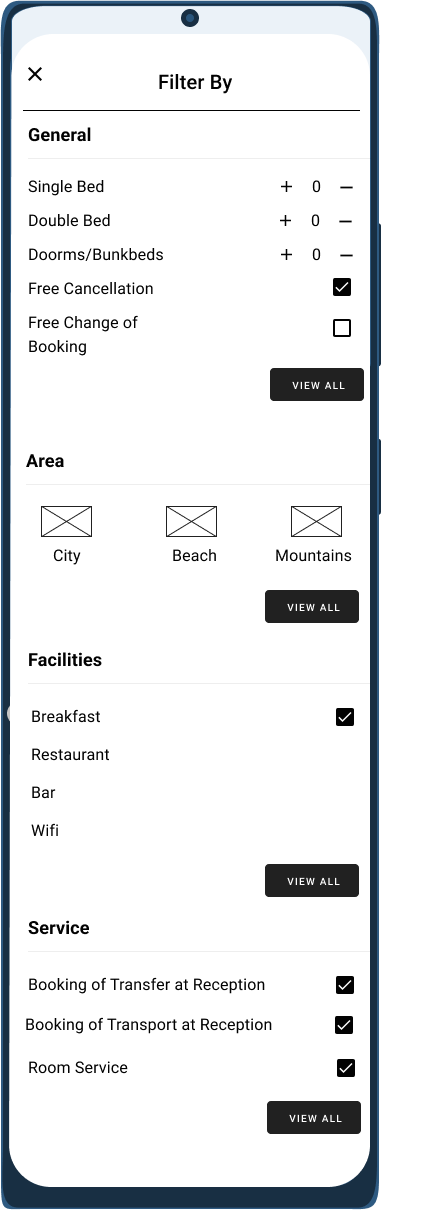 Filter By
General
Single Bed + 0 –
Double Bed + 0 –
Doorms/Bunkbeds + 0 –
Free Cancellation
Free Change of
Booking
VIEW ALL
Area
City Beach Mountains
VIEW ALL
Facilities
Breakfast
Restaurant
Bar
Wifi
VIEW ALL
Service
Booking of Transfer at Reception
Booking of Transport at Reception
Room Service
VIEW ALL